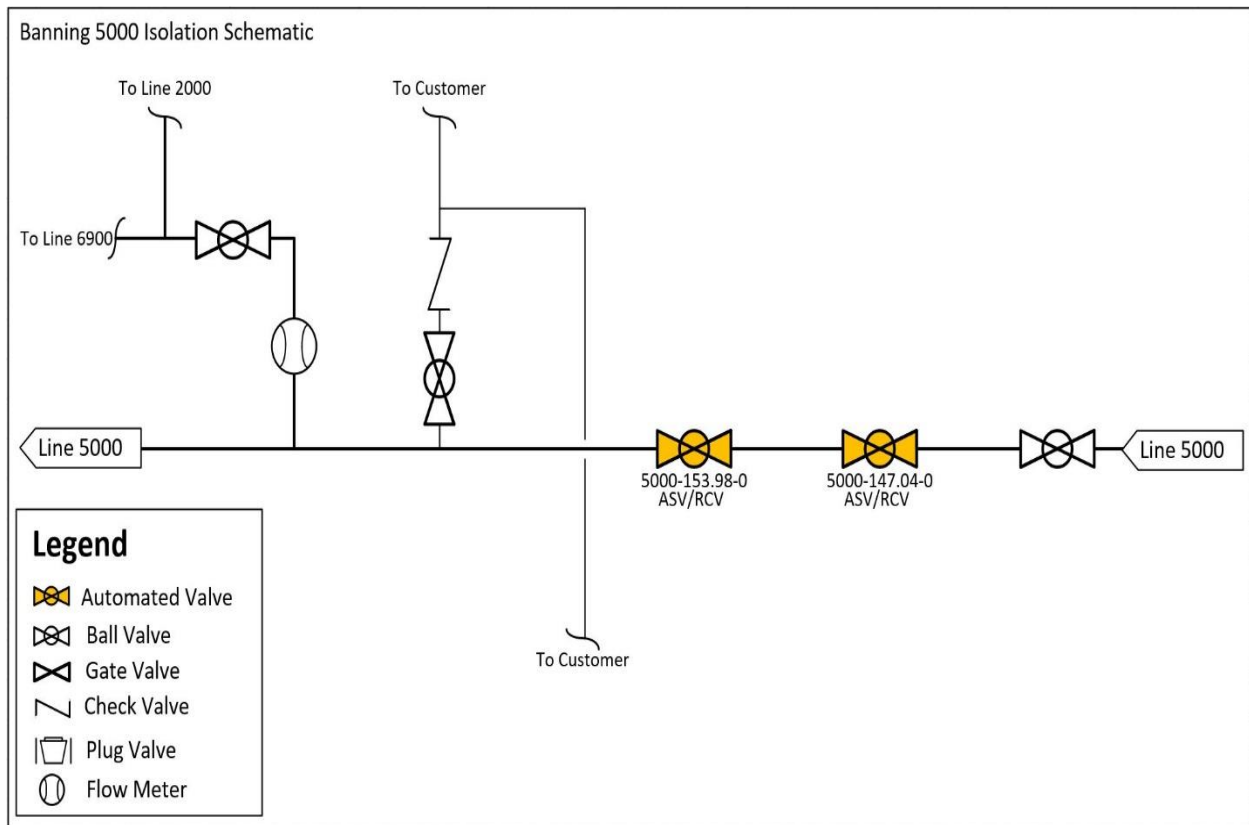 Banning 5000 Isolation Schematic
To Line 2000
To Customer
To Line 6900
Line 5000
5000-153.98-0
ASV/RCV
5000-147.04-0
ASV/RCV
Line 5000
To Customer
Legend
Automated Valve
Ball Valve
Gate Valve
Check Valve
Plug Valve
Flow Meter